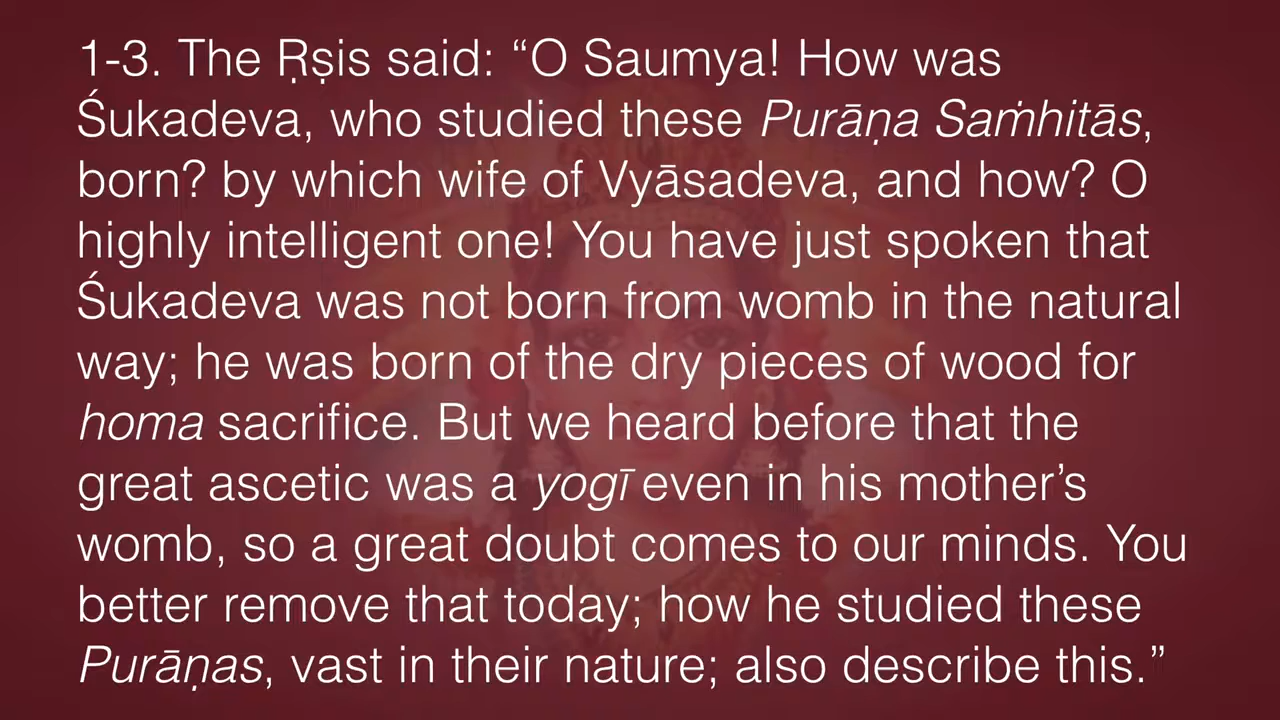 1-3. The Ṛṣis said: “O Saumya! How was
Śukadeva, who studied these Purāṇa Saṁhitās,
born? by which wife of Vyāsadeva, and how? O
highly intelligent one! You have just spoken that
Śukadeva was not born from womb in the natural
way; he was born of the dry pieces of wood for
homa sacrifice. But we heard before that the
great ascetic was a yogī even in his mother’s
womb, so a great doubt comes to our minds. You
better remove that today; how he studied these
Purāṇas, vast in their nature; also describe this.”